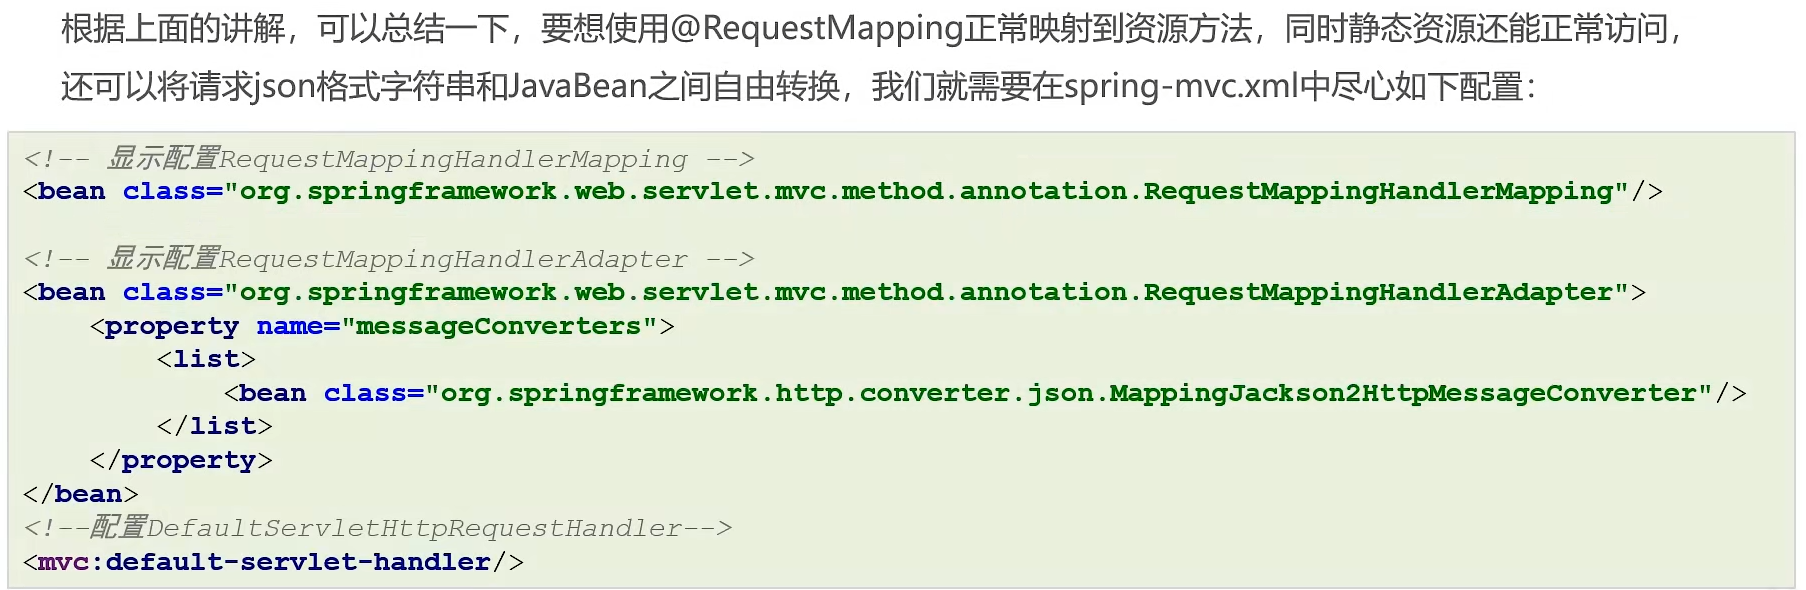 根据上面的讲解，可以总结一下，要想使用@RequestMapping正常映射到资源方法，同时静态资源还能正常访问，
还可以将请求json格式字符串和JavaBean之间自由转换，我们就需要在spring-mvc.xml中尽心如下配置：
<!-- 显示配置RequestMappingHandlerMapping -->
<bean class="org.springframework.web.servlet.mvc.method.annotation.RequestMappingHandlerMapping"/>
<!-- 显示配置RequestMappingHandlerAdapter -->
<bean class="org.springframework.web.servlet.mvc.method.annotation.RequestMappingHandlerAdapter">
    <property name="messageConverters">
        <list>
            <bean class="org.springframework.http.converter.json.MappingJackson2HttpMessageConverter"/>
        </list>
    </property>
</bean>
<!--配置DefaultServletHttpRequestHandler-->
<mvc:default-servlet-handler/>